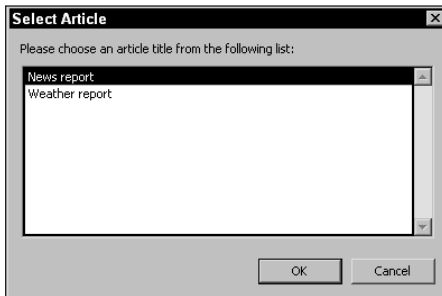 Select Article
Please choose an article title from the following list:
News report
Weather report
OK Cancel